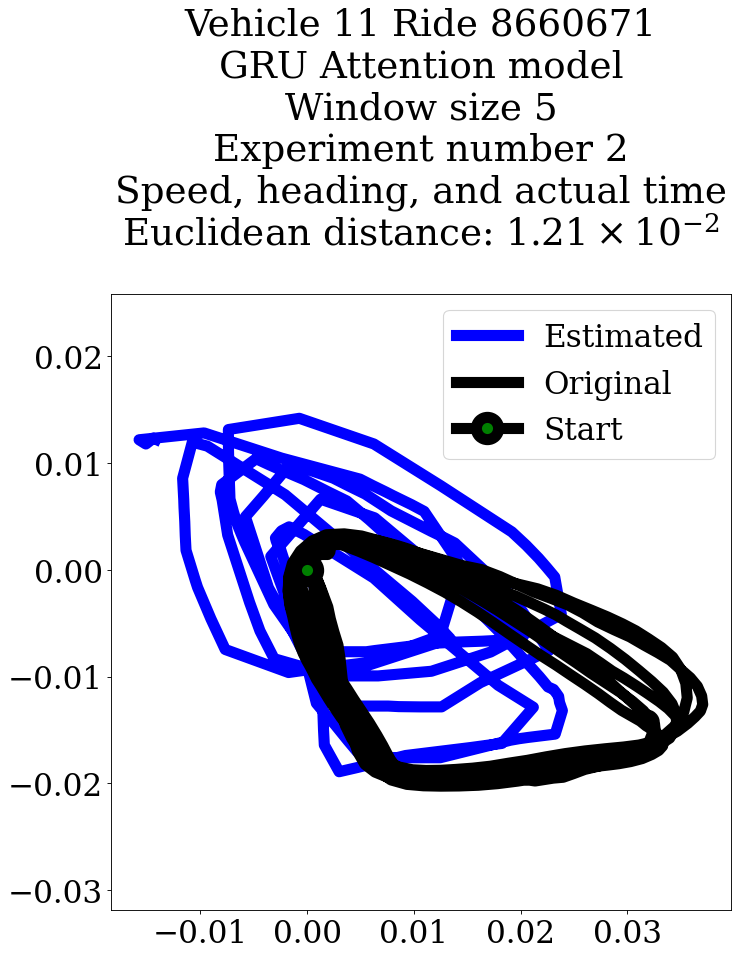 Vehicle 11 Ride 8660671
GRU Attention model
Window size 5
Experiment number 2
Speed, heading, and actual time
Euclidean distance: 1.21 × 10⁻²
Estimated
Original
Start
0.02
0.01
0.00
−0.01
−0.02
−0.03
−0.01 0.00 0.01 0.02 0.03